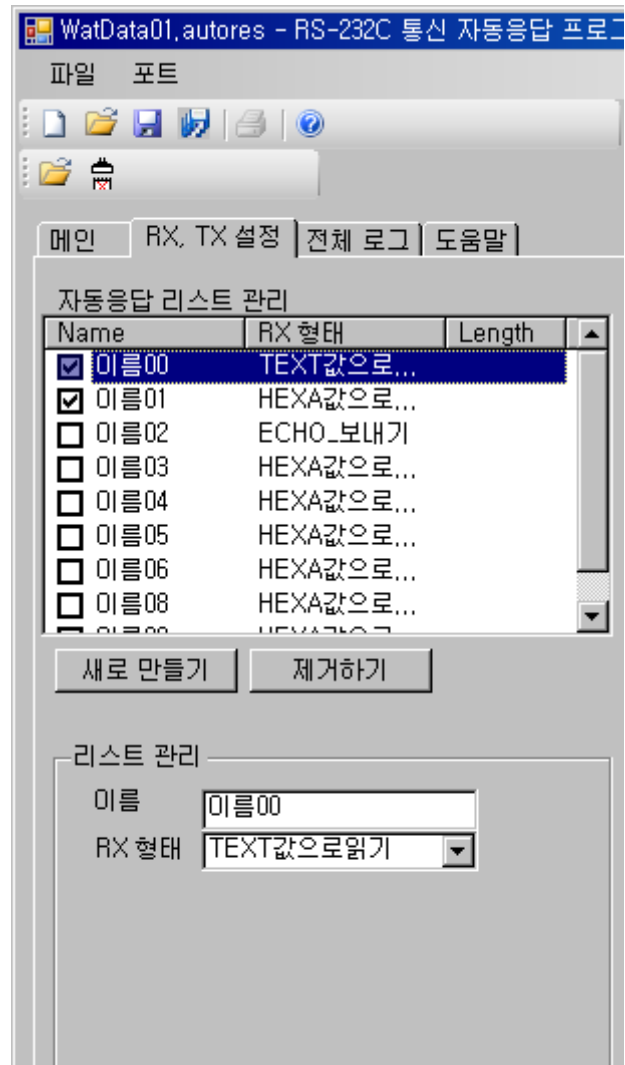 WatData01,autores - RS-232C 통신 자동응답 프로그
파일 포트
메인 RX, TX 설정 전체 로그 도움말
자동응답 리스트 관리
Name RX 형태 Length
이름00 TEXT값으로...
이름01 HEXA값으로...
이름02 ECHO_보내기
이름03 HEXA값으로...
이름04 HEXA값으로...
이름05 HEXA값으로...
이름06 HEXA값으로...
이름08 HEXA값으로...
새로 만들기 제거하기
리스트 관리
이름 이름00
RX 형태 TEXT값으로읽기